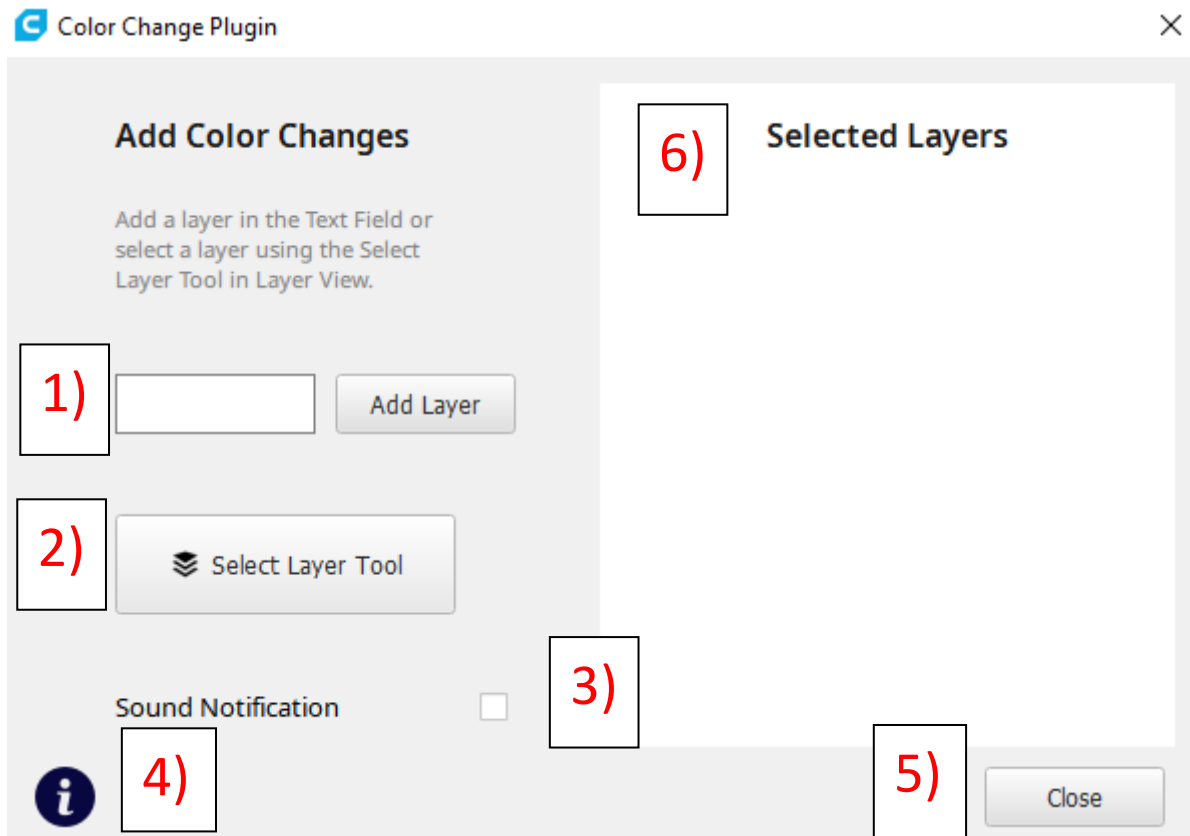 Color Change Plugin
Add Color Changes
6)
Selected Layers
Add a layer in the Text Field or
select a layer using the Select
Layer Tool in Layer View.
1)
Add Layer
2)
Select Layer Tool
3)
Sound Notification
4)
i
5)
Close